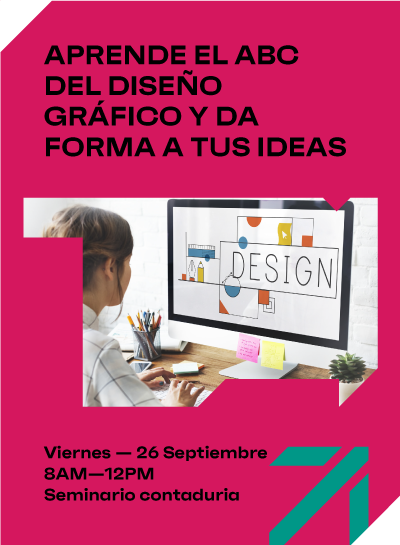 APRENDE EL ABC
DEL DISEÑO
GRÁFICO Y DA
FORMA A TUS IDEAS
DESIGN
Viernes — 26 Septiembre
8AM—12PM
Seminario contaduria